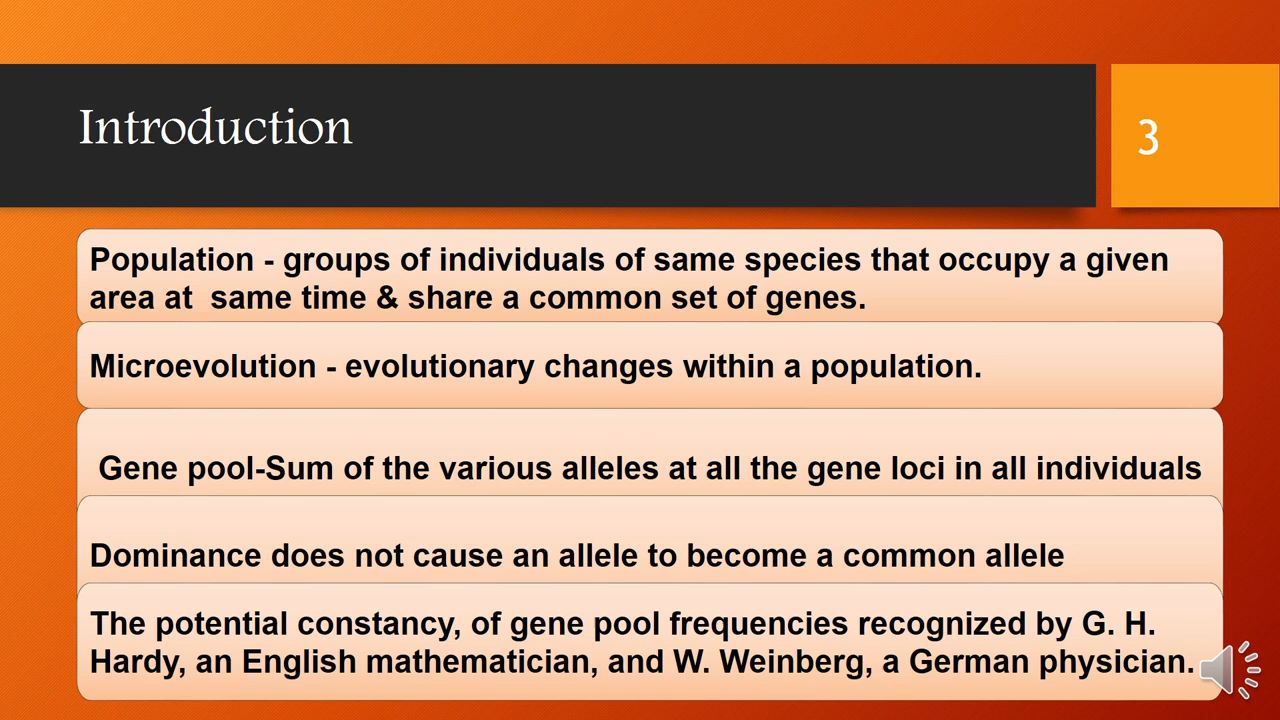 Introduction
3
Population - groups of individuals of same species that occupy a given
area at  same time & share a common set of genes.
Microevolution - evolutionary changes within a population.
Gene pool-Sum of the various alleles at all the gene loci in all individuals
Dominance does not cause an allele to become a common allele
The potential constancy, of gene pool frequencies recognized by G. H.
Hardy, an English mathematician, and W. Weinberg, a German physician.